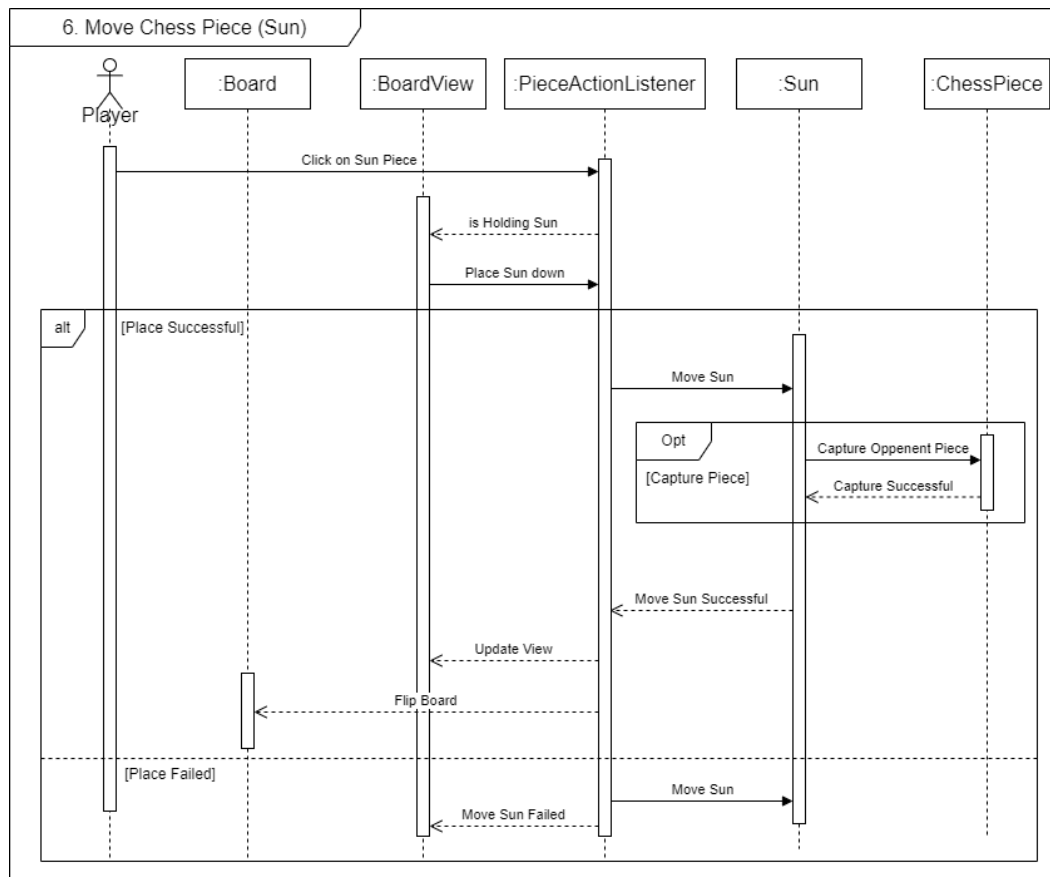 6. Move Chess Piece (Sun)
Player
:Board
:BoardView
:PieceActionListener
:Sun
:ChessPiece
Click on Sun Piece
is Holding Sun
Place Sun down
alt
[Place Successful]
Move Sun
Opt
[Capture Piece]
Capture Oppenent Piece
Capture Successful
Move Sun Successful
Update View
Flip Board
[Place Failed]
Move Sun
Move Sun Failed